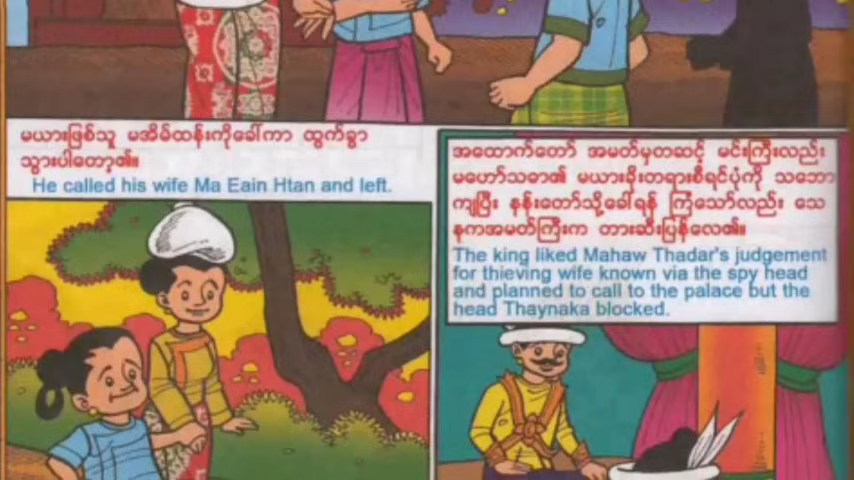 မယားဖြစ်သူ မအိမ်ထန်းကိုခေါ်ကာ ထွက်ခွာ
သွားပါတော့၏။
He called his wife Ma Eain Htan and left.
အထောက်တော် အမတ်မှတဆင့် မင်းကြီးလည်း
မဟော်သဓာ၏ မယားခိုးတရားစီရင်ပုံကို သဘော
ကျပြီး နန်းတော်သို့ခေါ်ရန် ကြံသော်လည်း သေ
နကအမတ်ကြီးက တားဆီးပြန်လေ၏။
The king liked Mahaw Thadar's judgement
for thieving wife known via the spy head
and planned to call to the palace but the
head Thaynaka blocked.